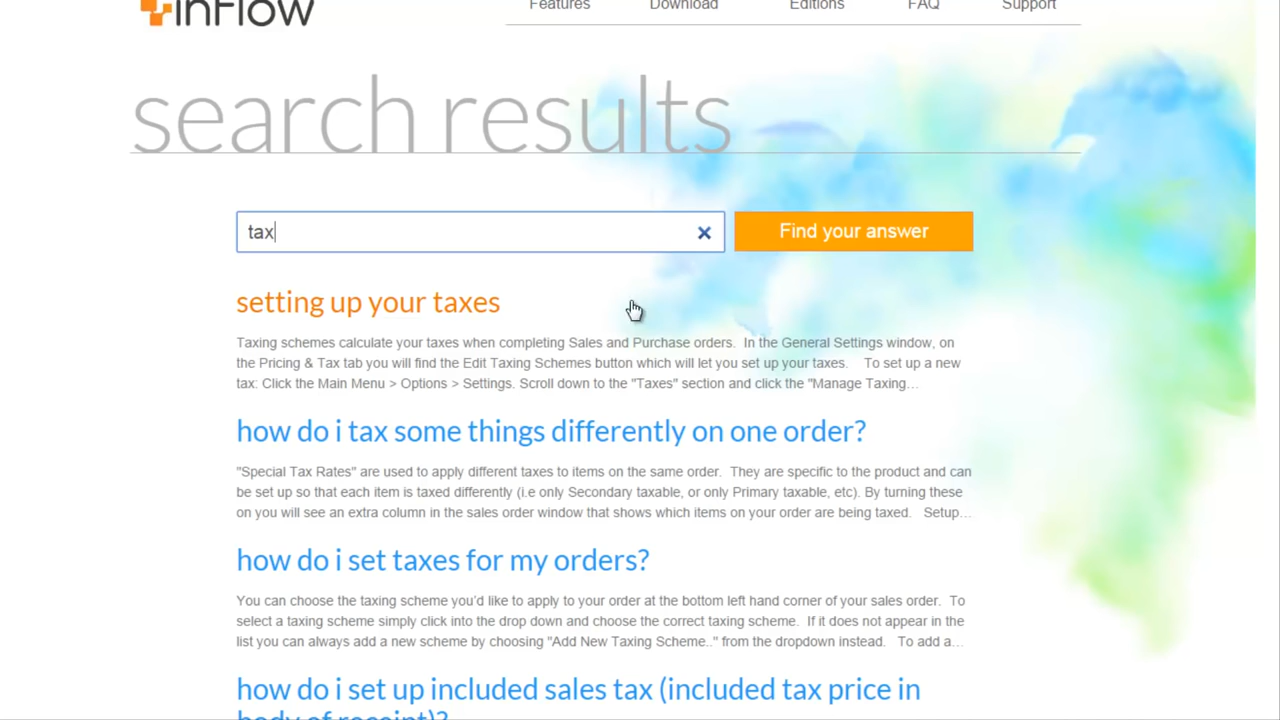 inFlow
Features Download Editions FAQ Support
search results
tax
Find your answer
setting up your taxes
Taxing schemes calculate your taxes when completing Sales and Purchase orders. In the General Settings window, on
the Pricing & Tax tab you will find the Edit Taxing Schemes button which will let you set up your taxes. To set up a new
tax: Click the Main Menu > Options > Settings. Scroll down to the "Taxes" section and click the "Manage Taxing...
how do i tax some things differently on one order?
"Special Tax Rates" are used to apply different taxes to items on the same order. They are specific to the product and can
be set up so that each item is taxed differently (i.e only Secondary taxable, or only Primary taxable, etc). By turning these
on you will see an extra column in the sales order window that shows which items on your order are being taxed. Setup...
how do i set taxes for my orders?
You can choose the taxing scheme you'd like to apply to your order at the bottom left hand corner of your sales order. To
select a taxing scheme simply click into the drop down and choose the correct taxing scheme. If it does not appear in the
list you can always add a new scheme by choosing "Add New Taxing Scheme.." from the dropdown instead. To add a...
how do i set up included sales tax (included tax price in
body of receipt)?